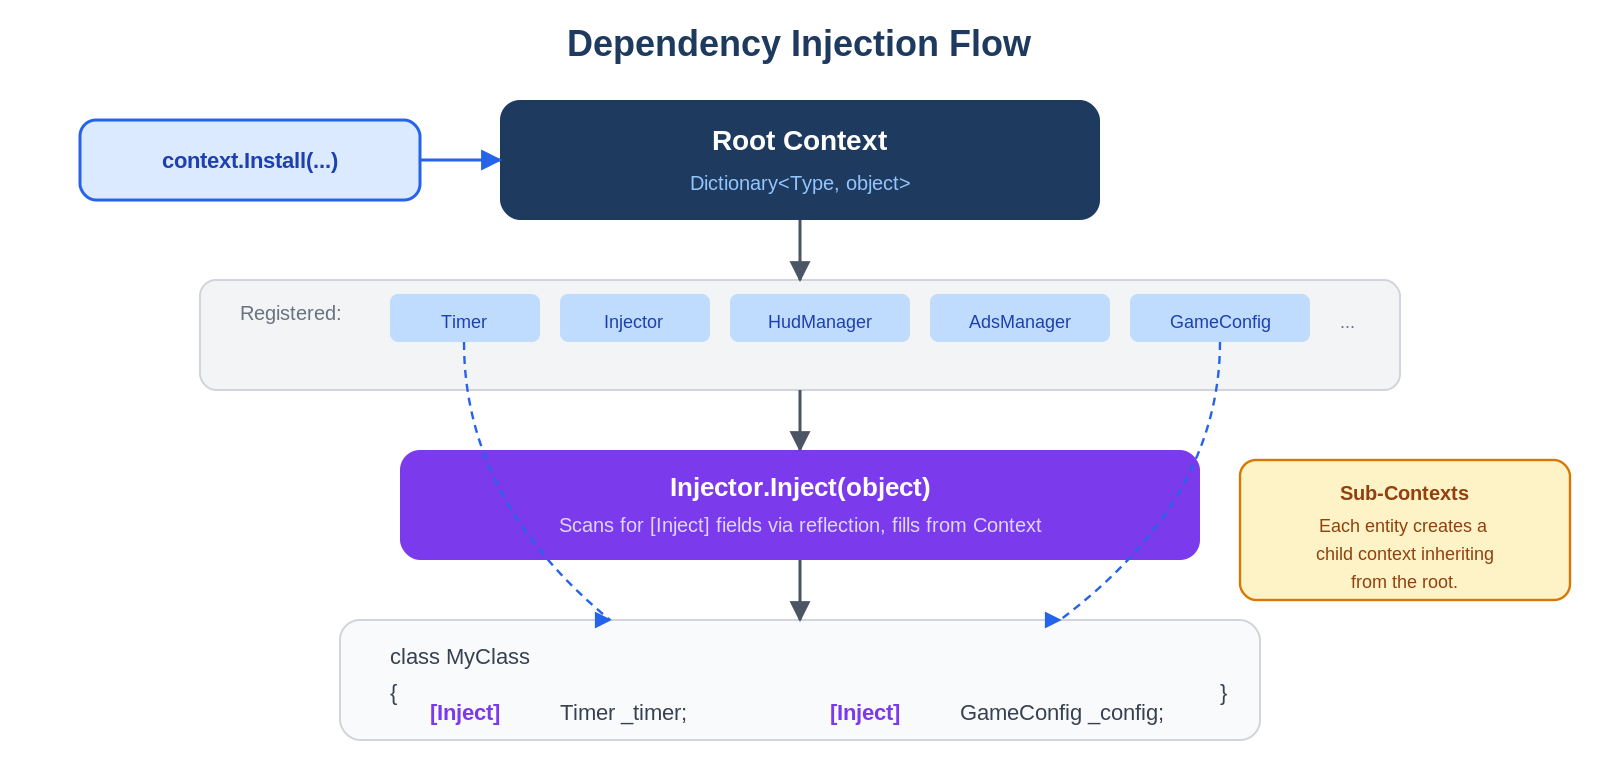 Dependency Injection Flow
context.Install(...)
Root Context
Dictionary<Type, object>
Registered:
Timer
Injector
HudManager
AdsManager
GameConfig
...
Injector.Inject(object)
Scans for [Inject] fields via reflection, fills from Context
Sub-Contexts
Each entity creates a
child context inheriting
from the root.
class MyClass
{
[Inject] Timer _timer; [Inject] GameConfig _config;
}